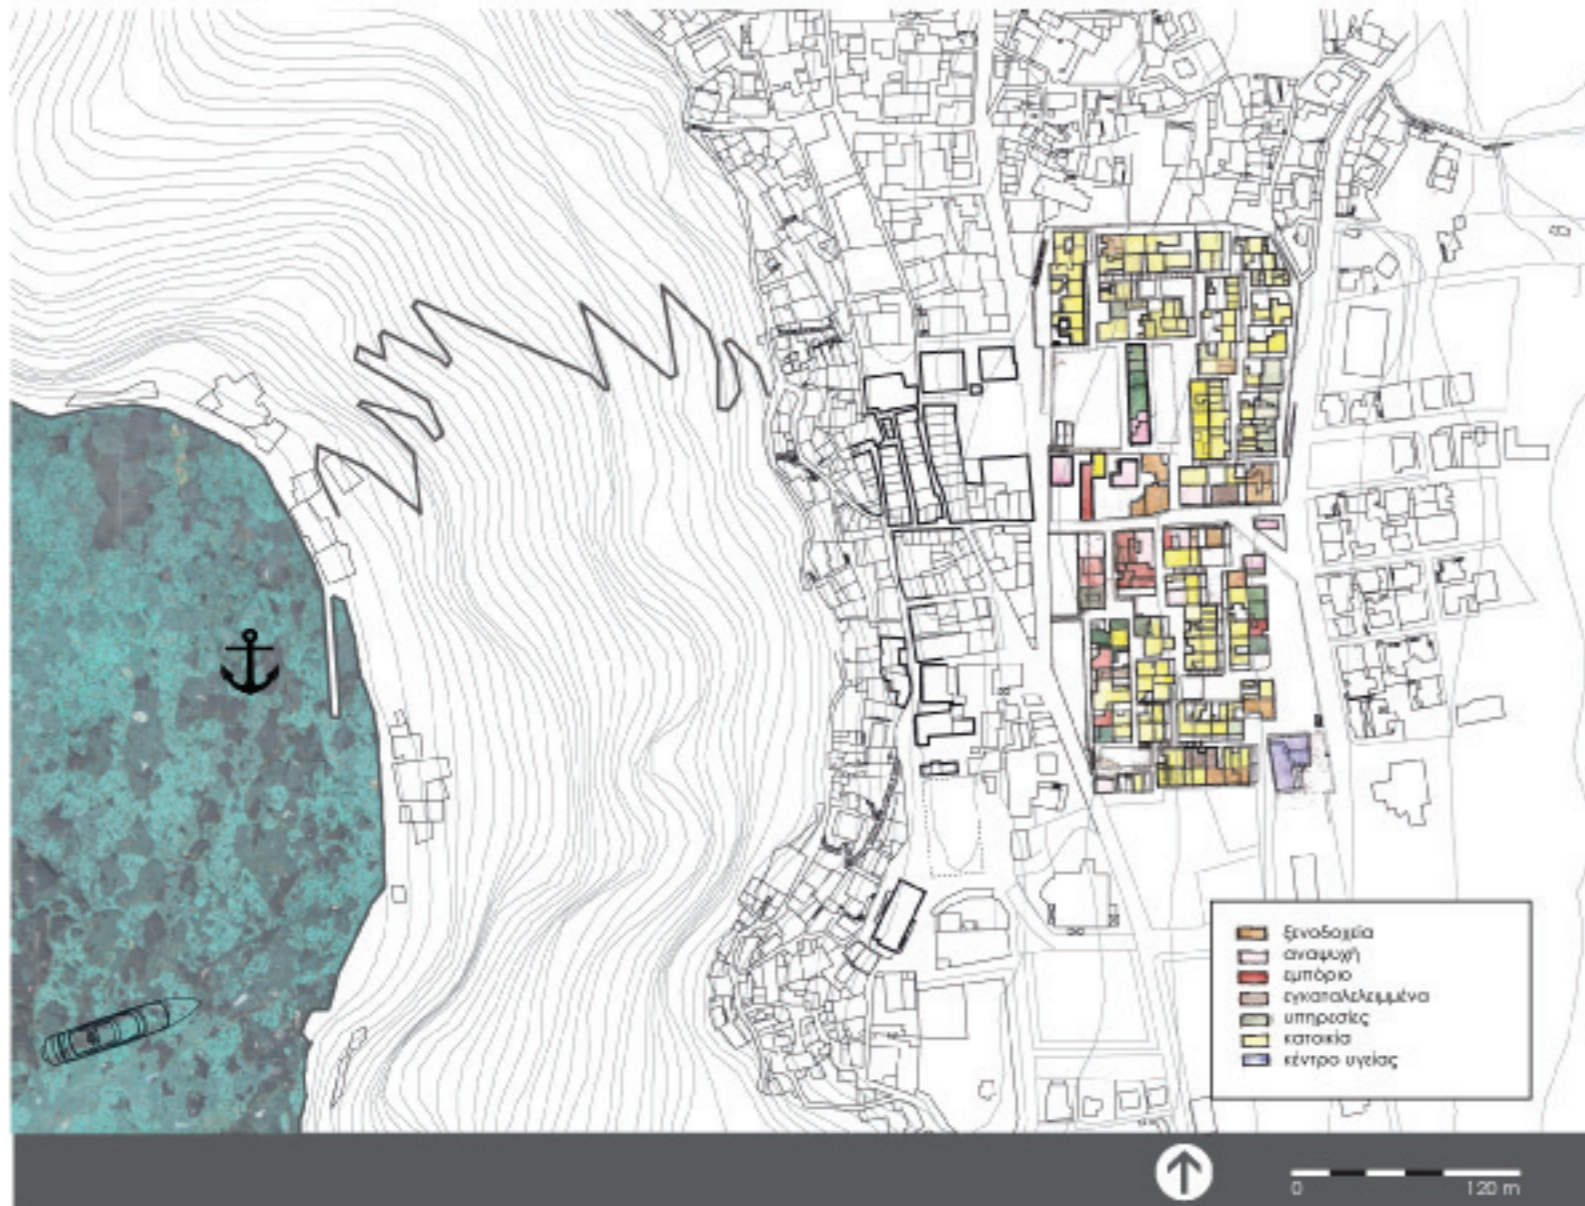 ξενοδοχεία
αναψυχή
εμπόριο
εγκαταλελειμμένα
υπηρεσίες
κατοικία
κέντρο υγείας
0 120 m